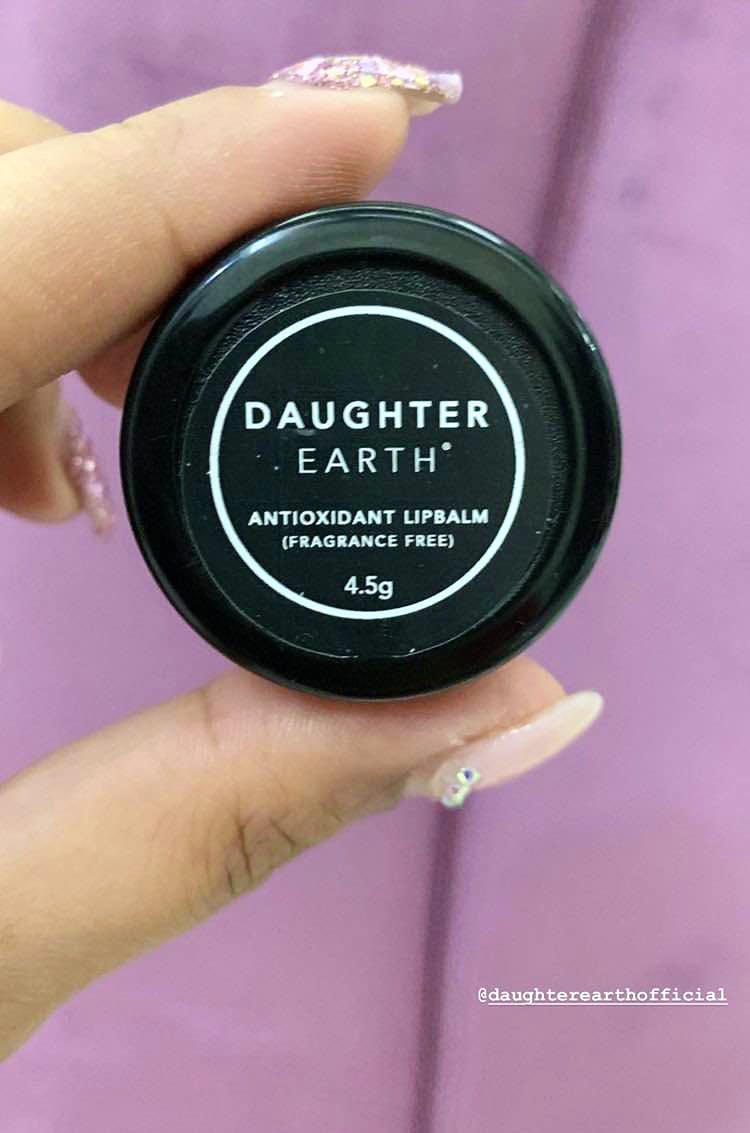 DAUGHTER
EARTH®
ANTIOXIDANT LIPBALM
(FRAGRANCE FREE)
4.5g
@daughterearthofficial